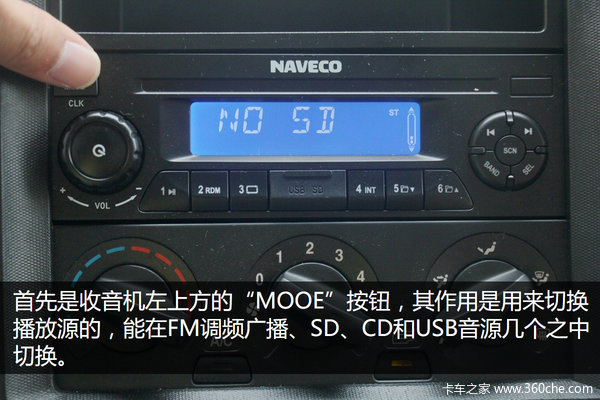 NAVECO
CLK
NO SD
ST
SCN
BAND
SEL
VOL
1
2 RDM
3
USB SD
4 INT
5
6
0
1
2
3
4
首先是收音机左上方的“MOOE”按钮，其作用是用来切换
播放源的，能在FM调频广播、SD、CD和USB音源几个之中
切换。
A/C
卡车之家 www.360che.com